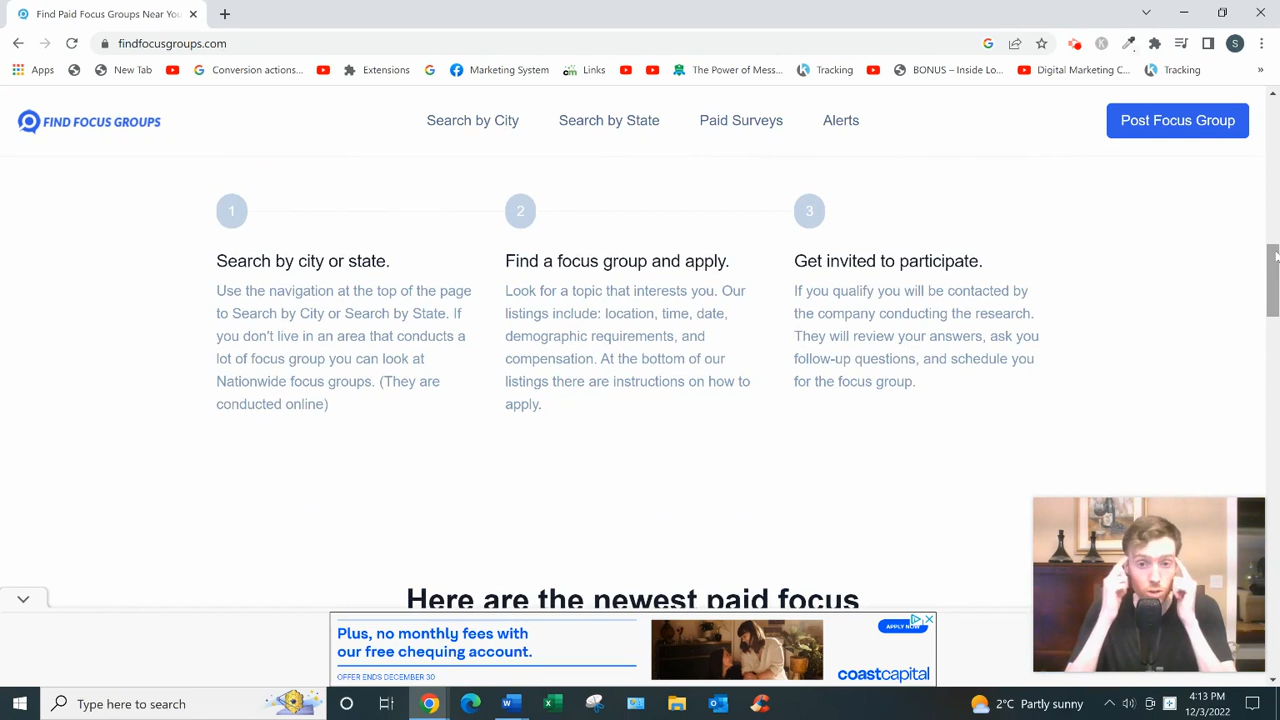 Find Paid Focus Groups Near You
findfocusgroups.com
S
Apps
New Tab
Conversion actions...
Extensions
Marketing System
Links
The Power of Mess...
Tracking
BONUS – Inside Lo...
Digital Marketing C...
Tracking
»
FIND FOCUS GROUPS
Search by City
Search by State
Paid Surveys
Alerts
Post Focus Group
1
2
3
Search by city or state.
Use the navigation at the top of the page
to Search by City or Search by State. If
you don't live in an area that conducts a
lot of focus group you can look at
Nationwide focus groups. (They are
conducted online)
Find a focus group and apply.
Look for a topic that interests you. Our
listings include: location, time, date,
demographic requirements, and
compensation. At the bottom of our
listings there are instructions on how to
apply.
Get invited to participate.
If you qualify you will be contacted by
the company conducting the research.
They will review your answers, ask you
follow-up questions, and schedule you
for the focus group.
Here are the newest paid focus
Plus, no monthly fees with
our free chequing account.
OFFER ENDS DECEMBER 30
APPLY NOW
coastcapital
Type here to search
2°C Partly sunny
4:13 PM
12/3/2022